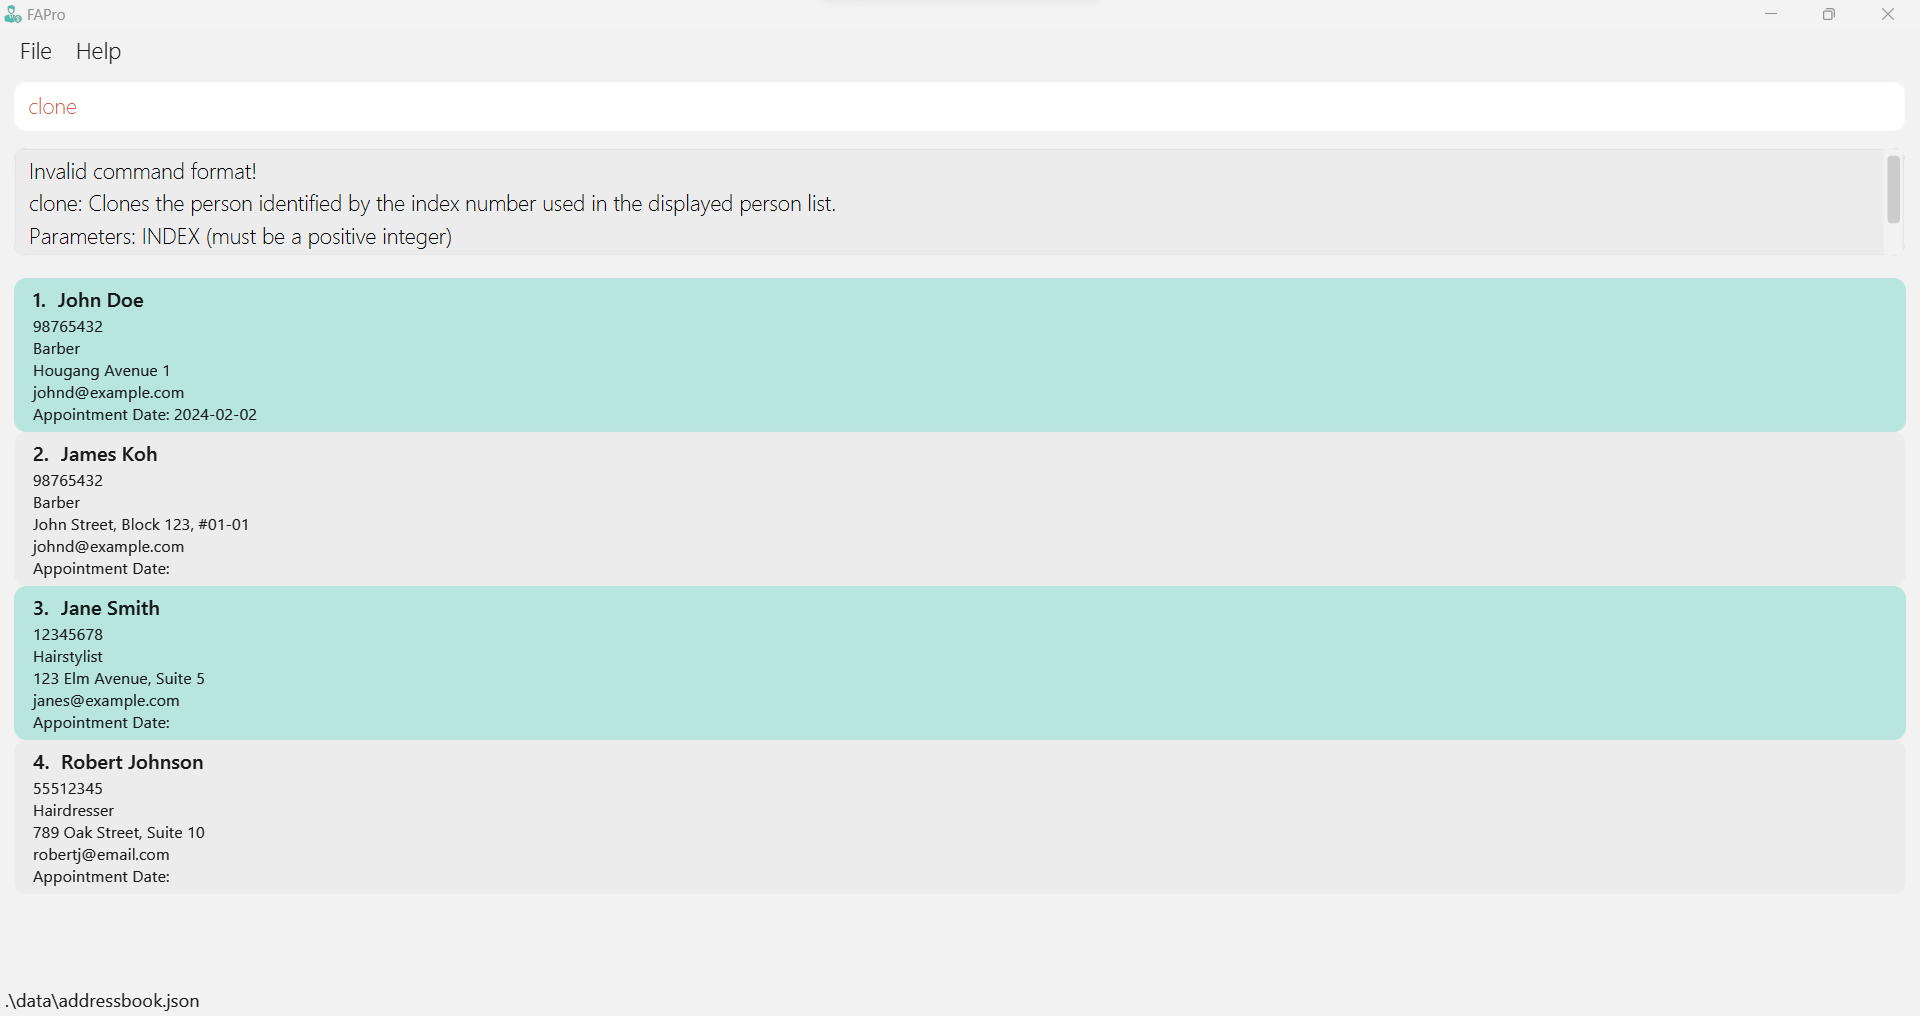 FAPro
File Help
clone
Invalid command format!
clone: Clones the person identified by the index number used in the displayed person list.
Parameters: INDEX (must be a positive integer)
1. John Doe
98765432
Barber
Hougang Avenue 1
johnd@example.com
Appointment Date: 2024-02-02
2. James Koh
98765432
Barber
John Street, Block 123, #01-01
johnd@example.com
Appointment Date:
3. Jane Smith
12345678
Hairstylist
123 Elm Avenue, Suite 5
janes@example.com
Appointment Date:
4. Robert Johnson
55512345
Hairdresser
789 Oak Street, Suite 10
robertj@email.com
Appointment Date:
.\data\addressbook.json